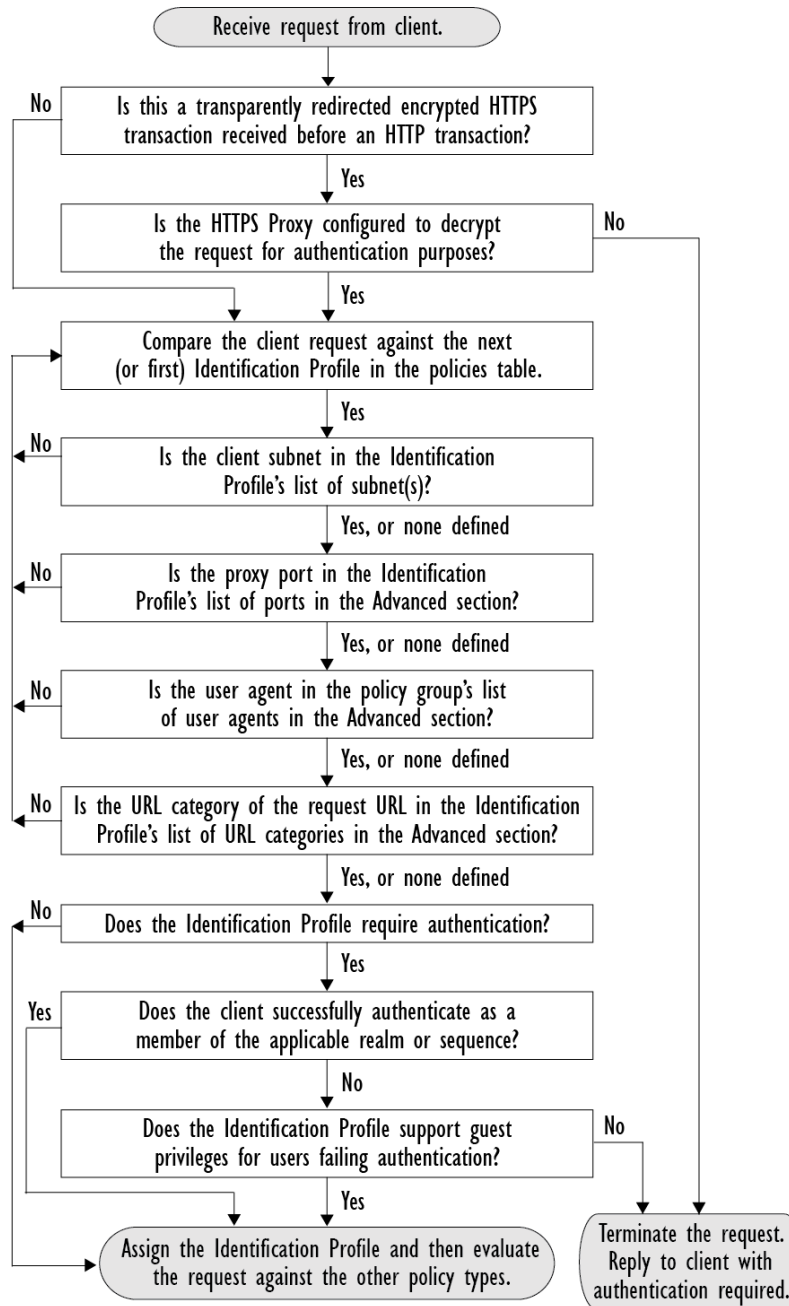 Receive request from client.
No
Is this a transparently redirected encrypted HTTPS
transaction received before an HTTP transaction?
Yes
Is the HTTPS Proxy configured to decrypt
the request for authentication purposes?
No
Yes
Compare the client request against the next
(or first) Identification Profile in the policies table.
Yes
No
Is the client subnet in the Identification
Profile's list of subnet(s)?
Yes, or none defined
No
Is the proxy port in the Identification
Profile's list of ports in the Advanced section?
Yes, or none defined
No
Is the user agent in the policy group's list
of user agents in the Advanced section?
Yes, or none defined
No
Is the URL category of the request URL in the Identification
Profile's list of URL categories in the Advanced section?
Yes, or none defined
No
Does the Identification Profile require authentication?
Yes
Yes
Does the client successfully authenticate as a
member of the applicable realm or sequence?
No
Does the Identification Profile support guest
privileges for users failing authentication?
No
Yes
Assign the Identification Profile and then evaluate
the request against the other policy types.
Terminate the request.
Reply to client with
authentication required.